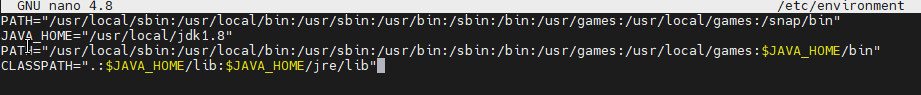 GNU nano 4.8 /etc/environment
PATH="/usr/local/sbin:/usr/local/bin:/usr/sbin:/usr/bin:/sbin:/bin:/usr/games:/usr/local/games:/snap/bin"
JAVA_HOME="/usr/local/jdk1.8"
PATH="/usr/local/sbin:/usr/local/bin:/usr/sbin:/usr/bin:/sbin:/bin:/usr/games:/usr/local/games:$JAVA_HOME/bin"
CLASSPATH=".:$JAVA_HOME/lib:$JAVA_HOME/jre/lib"